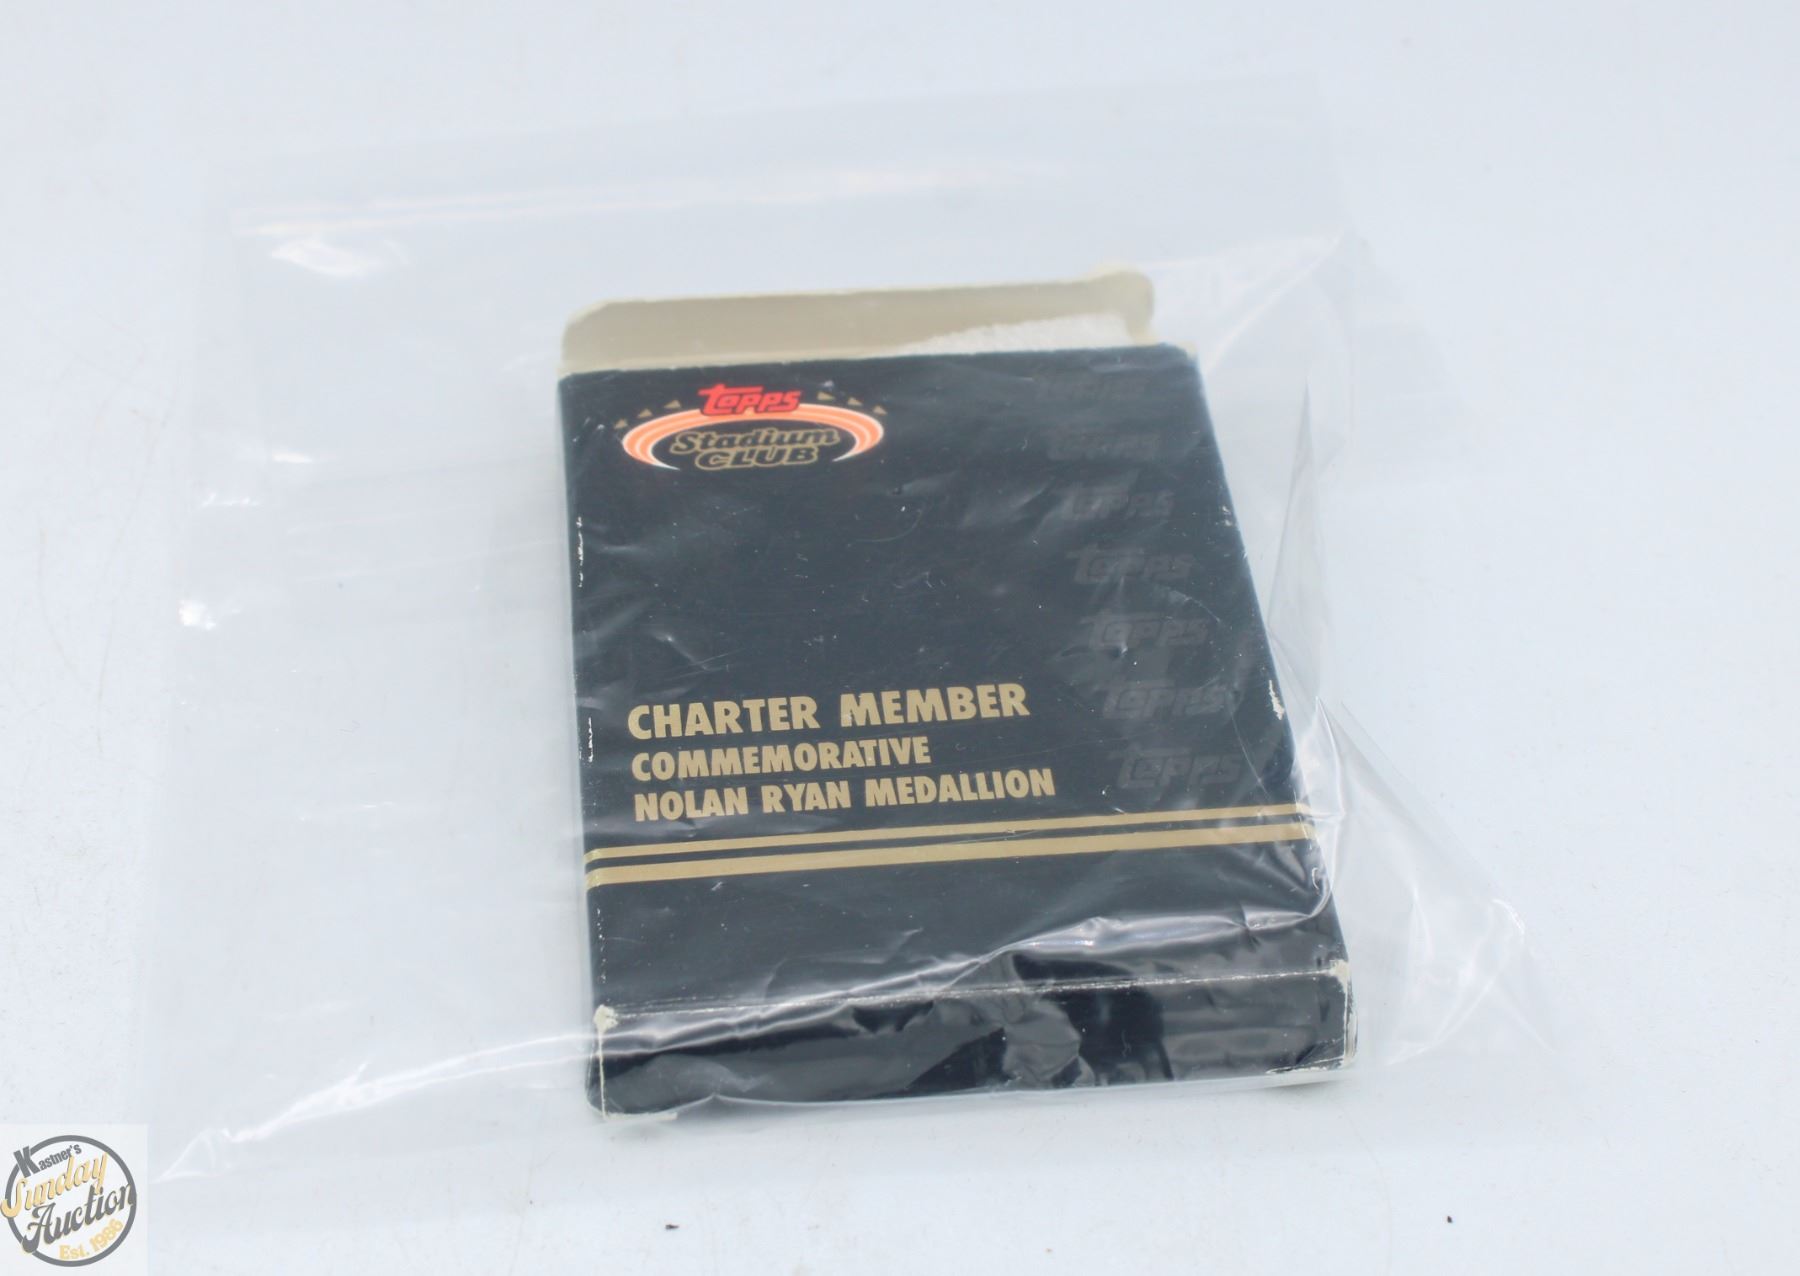 topps
Stadium
CLUB
topps
topps
topps
topps
topps
topps
topps
CHARTER MEMBER
COMMEMORATIVE
NOLAN RYAN MEDALLION
Kastner's
Sunday
Auction
Est. 1986